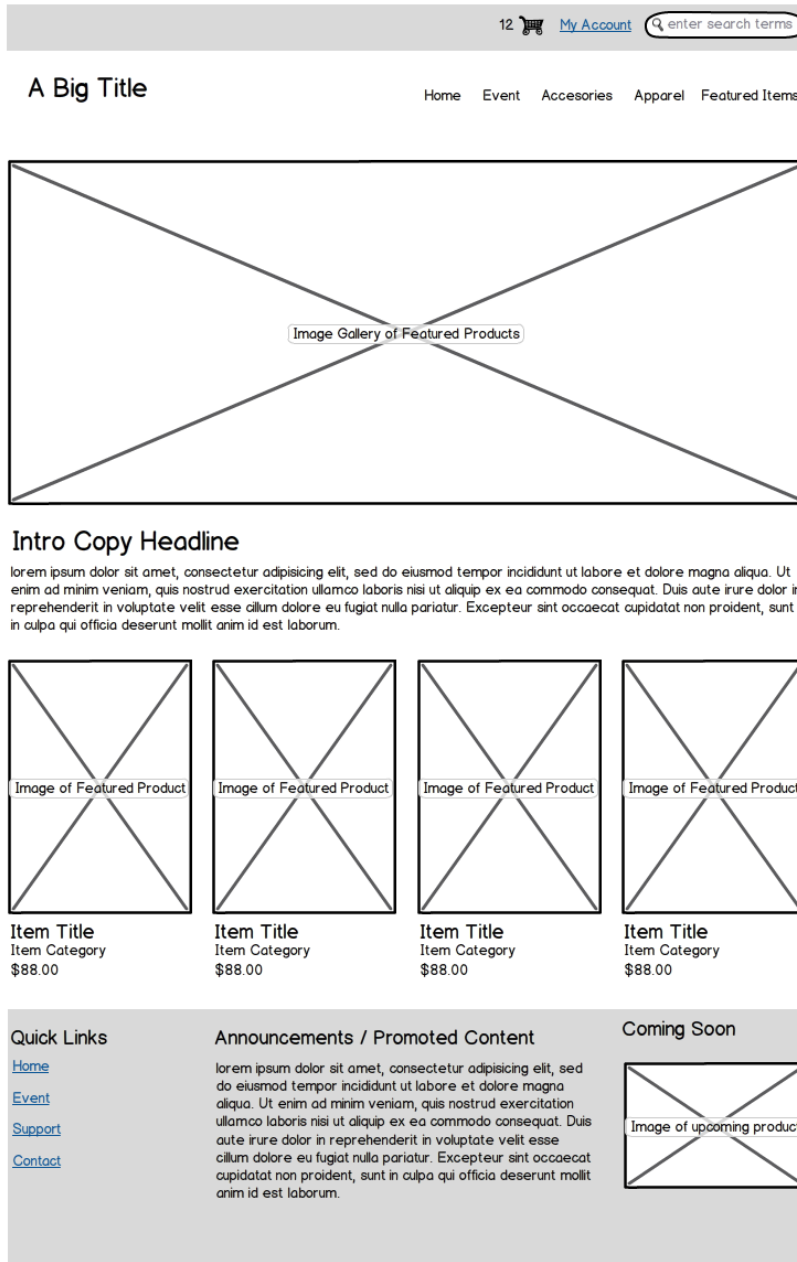 12 My Account enter search terms
A Big Title
Home Event Accesories Apparel Featured Items
Image Gallery of Featured Products
Intro Copy Headline
lorem ipsum dolor sit amet, consectetur adipisicing elit, sed do eiusmod tempor incididunt ut labore et dolore magna aliqua. Ut
enim ad minim veniam, quis nostrud exercitation ullamco laboris nisi ut aliquip ex ea commodo consequat. Duis aute irure dolor in
reprehenderit in voluptate velit esse cillum dolore eu fugiat nulla pariatur. Excepteur sint occaecat cupidatat non proident, sunt
in culpa qui officia deserunt mollit anim id est laborum.
Image of Featured Product Image of Featured Product Image of Featured Product Image of Featured Product
Item Title Item Title Item Title Item Title
Item Category Item Category Item Category Item Category
$88.00 $88.00 $88.00 $88.00
Quick Links
Home
Event
Support
Contact
Announcements / Promoted Content
lorem ipsum dolor sit amet, consectetur adipisicing elit, sed
do eiusmod tempor incididunt ut labore et dolore magna
aliqua. Ut enim ad minim veniam, quis nostrud exercitation
ullamco laboris nisi ut aliquip ex ea commodo consequat. Duis
aute irure dolor in reprehenderit in voluptate velit esse
cillum dolore eu fugiat nulla pariatur. Excepteur sint occaecat
cupidatat non proident, sunt in culpa qui officia deserunt mollit
anim id est laborum.
Coming Soon
Image of upcoming product